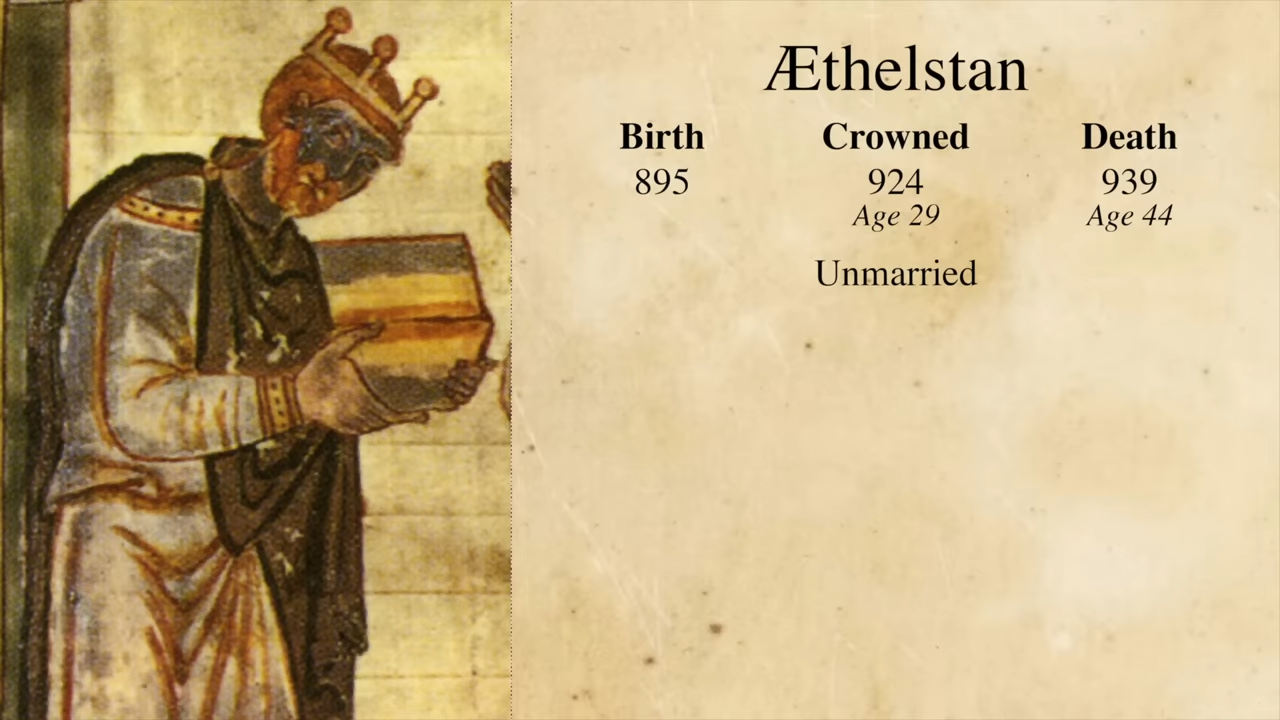 Æthelstan
Birth Crowned Death
895 924 939
Age 29 Age 44
Unmarried